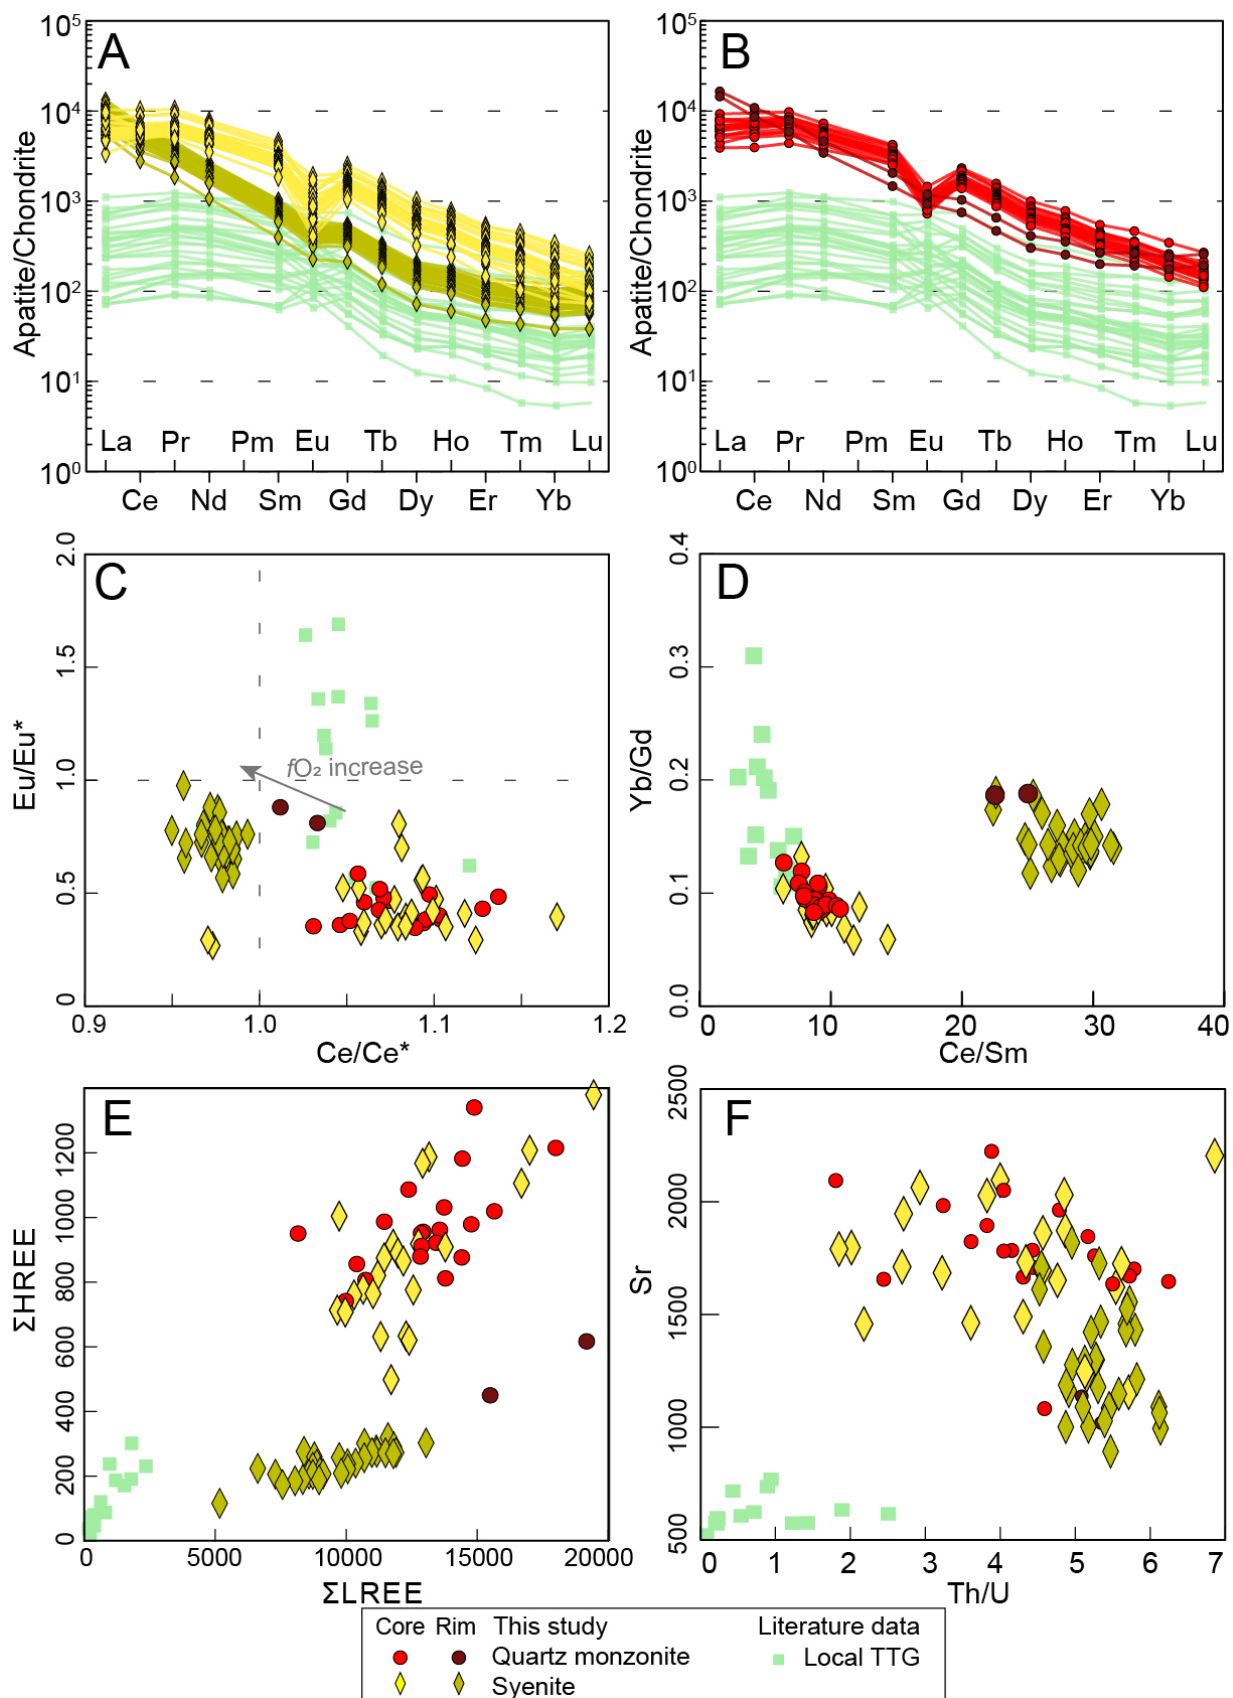 A
Apatite/Chondrite
10⁵
10⁴
10³
10²
10¹
10⁰
La Pr Pm Eu Tb Ho Tm Lu
Ce Nd Sm Gd Dy Er Yb
B
Apatite/Chondrite
10⁵
10⁴
10³
10²
10¹
10⁰
La Pr Pm Eu Tb Ho Tm Lu
Ce Nd Sm Gd Dy Er Yb
C
Eu/Eu*
2.0
1.5
1.0
0.5
0
fO₂ increase
0.9 1.0 1.1 1.2
Ce/Ce*
D
Yb/Gd
0.4
0.3
0.2
0.1
0.0
0 10 20 30 40
Ce/Sm
E
ΣHREE
1200
1000
800
600
400
200
0
0 5000 10000 15000 20000
ΣLREE
F
Sr
2500
2000
1500
1000
500
0 1 2 3 4 5 6 7
Th/U
Core Rim This study Literature data
Quartz monzonite Local TTG
Syenite